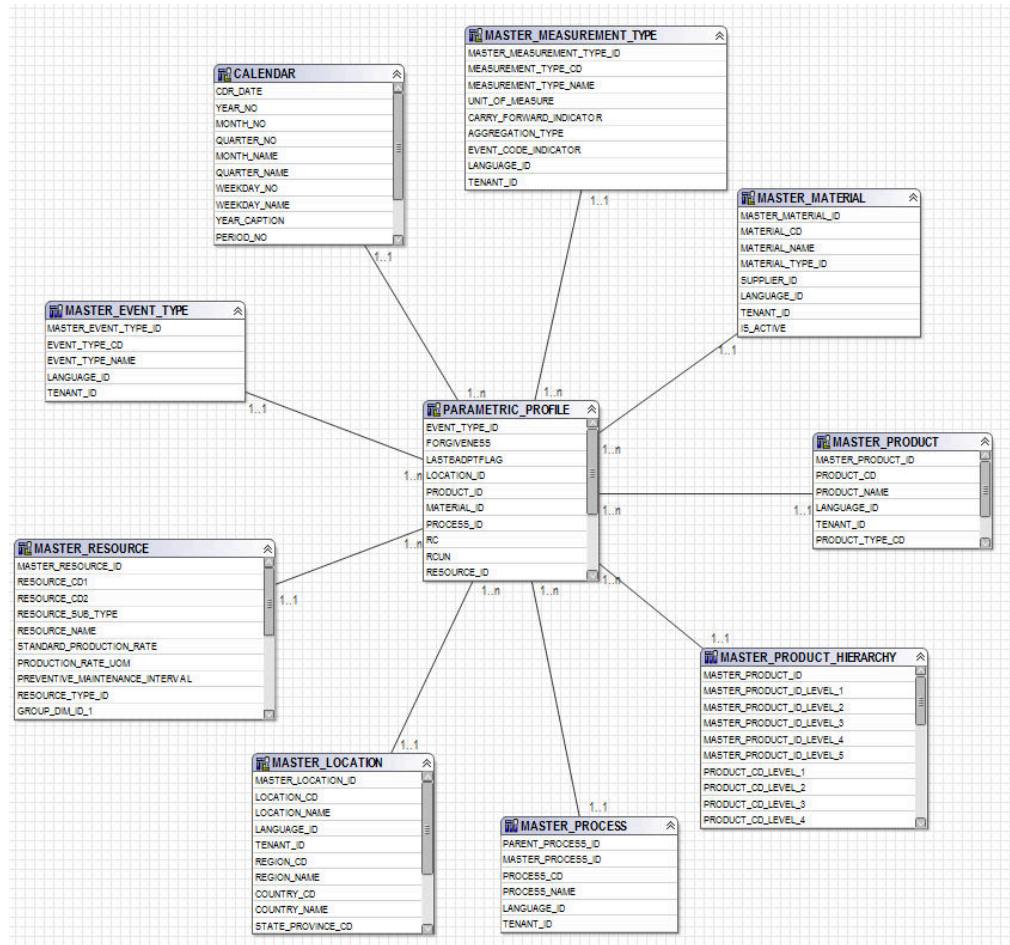 MASTER_MEASUREMENT_TYPE
MASTER_MEASUREMENT_TYPE_ID
MEASUREMENT_TYPE_CD
MEASUREMENT_TYPE_NAME
UNIT_OF_MEASURE
CARRY_FORWARD_INDICATOR
AGGREGATION_TYPE
EVENT_CODE_INDICATOR
LANGUAGE_ID
TENANT_ID
1..1
CALENDAR
CDR_DATE
YEAR_NO
MONTH_NO
QUARTER_NO
MONTH_NAME
QUARTER_NAME
WEEKDAY_NO
WEEKDAY_NAME
YEAR_CAPTION
PERIOD_NO
1..1
MASTER_MATERIAL
MASTER_MATERIAL_ID
MATERIAL_CD
MATERIAL_NAME
MATERIAL_TYPE_ID
SUPPLIER_ID
LANGUAGE_ID
TENANT_ID
IS_ACTIVE
1..1
MASTER_EVENT_TYPE
MASTER_EVENT_TYPE_ID
EVENT_TYPE_CD
EVENT_TYPE_NAME
LANGUAGE_ID
TENANT_ID
1..1
1..n
1..n
PARAMETRIC_PROFILE
EVENT_TYPE_ID
FORGIVENESS
LASTBADPTFLAG
LOCATION_ID
PRODUCT_ID
MATERIAL_ID
PROCESS_ID
RC
RCUN
RESOURCE_ID
1..n
1..n
1..n
1..n
1..n
1..n
1..n
MASTER_PRODUCT
MASTER_PRODUCT_ID
PRODUCT_CD
PRODUCT_NAME
LANGUAGE_ID
TENANT_ID
PRODUCT_TYPE_CD
1..1
MASTER_RESOURCE
MASTER_RESOURCE_ID
RESOURCE_CD1
RESOURCE_CD2
RESOURCE_SUB_TYPE
RESOURCE_NAME
STANDARD_PRODUCTION_RATE
PRODUCTION_RATE_UOM
PREVENTIVE_MAINTENANCE_INTERVAL
RESOURCE_TYPE_ID
GROUP_DIM_ID_1
1..1
1..1
MASTER_PRODUCT_HIERARCHY
MASTER_PRODUCT_ID
MASTER_PRODUCT_ID_LEVEL_1
MASTER_PRODUCT_ID_LEVEL_2
MASTER_PRODUCT_ID_LEVEL_3
MASTER_PRODUCT_ID_LEVEL_4
MASTER_PRODUCT_ID_LEVEL_5
PRODUCT_CD_LEVEL_1
PRODUCT_CD_LEVEL_2
PRODUCT_CD_LEVEL_3
PRODUCT_CD_LEVEL_4
1..1
MASTER_LOCATION
MASTER_LOCATION_ID
LOCATION_CD
LOCATION_NAME
LANGUAGE_ID
TENANT_ID
REGION_CD
REGION_NAME
COUNTRY_CD
COUNTRY_NAME
STATE_PROVINCE_CD
1..1
MASTER_PROCESS
PARENT_PROCESS_ID
MASTER_PROCESS_ID
PROCESS_CD
PROCESS_NAME
LANGUAGE_ID
TENANT_ID